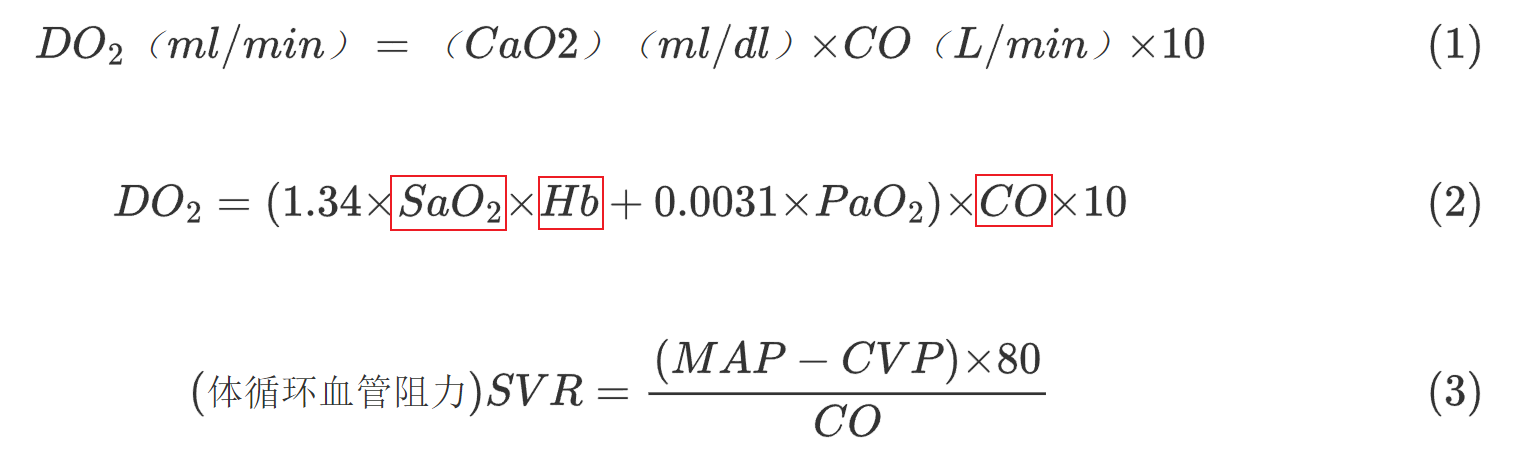 DO₂（ml/min）=（CaO2）（ml/dl）×CO（L/min）×10 (1)
DO₂ = (1.34×SaO₂×Hb + 0.0031×PaO₂)×CO×10 (2)
(体循环血管阻力)SVR = (MAP − CVP)×80 / CO (3)